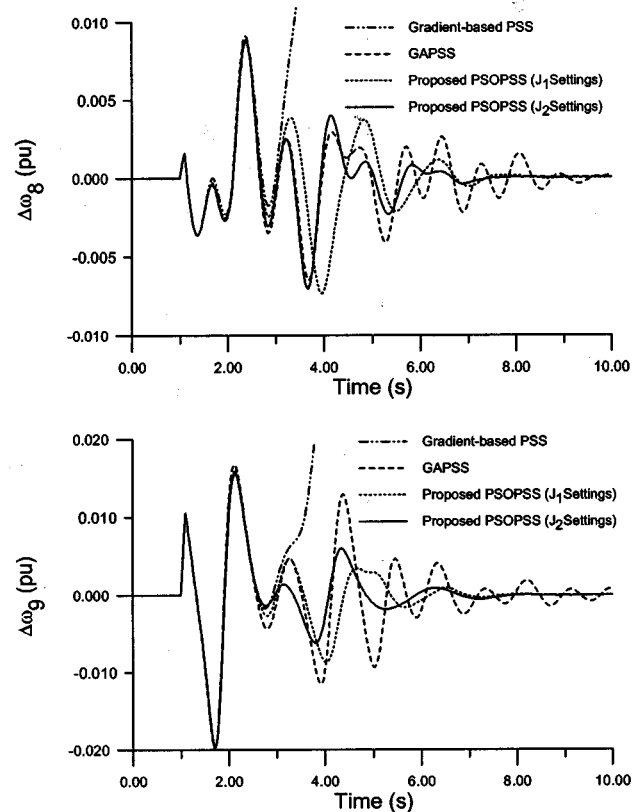 0.010
0.005
0.000
-0.005
-0.010
Δω8 (pu)
Gradient-based PSS
GAPSS
Proposed PSOPSS (J1Settings)
Proposed PSOPSS (J2Settings)
0.00 2.00 4.00 6.00 8.00 10.00
Time (s)
0.020
0.010
0.000
-0.010
-0.020
Δω9 (pu)
Gradient-based PSS
GAPSS
Proposed PSOPSS (J1Settings)
Proposed PSOPSS (J2Settings)
0.00 2.00 4.00 6.00 8.00 10.00
Time (s)